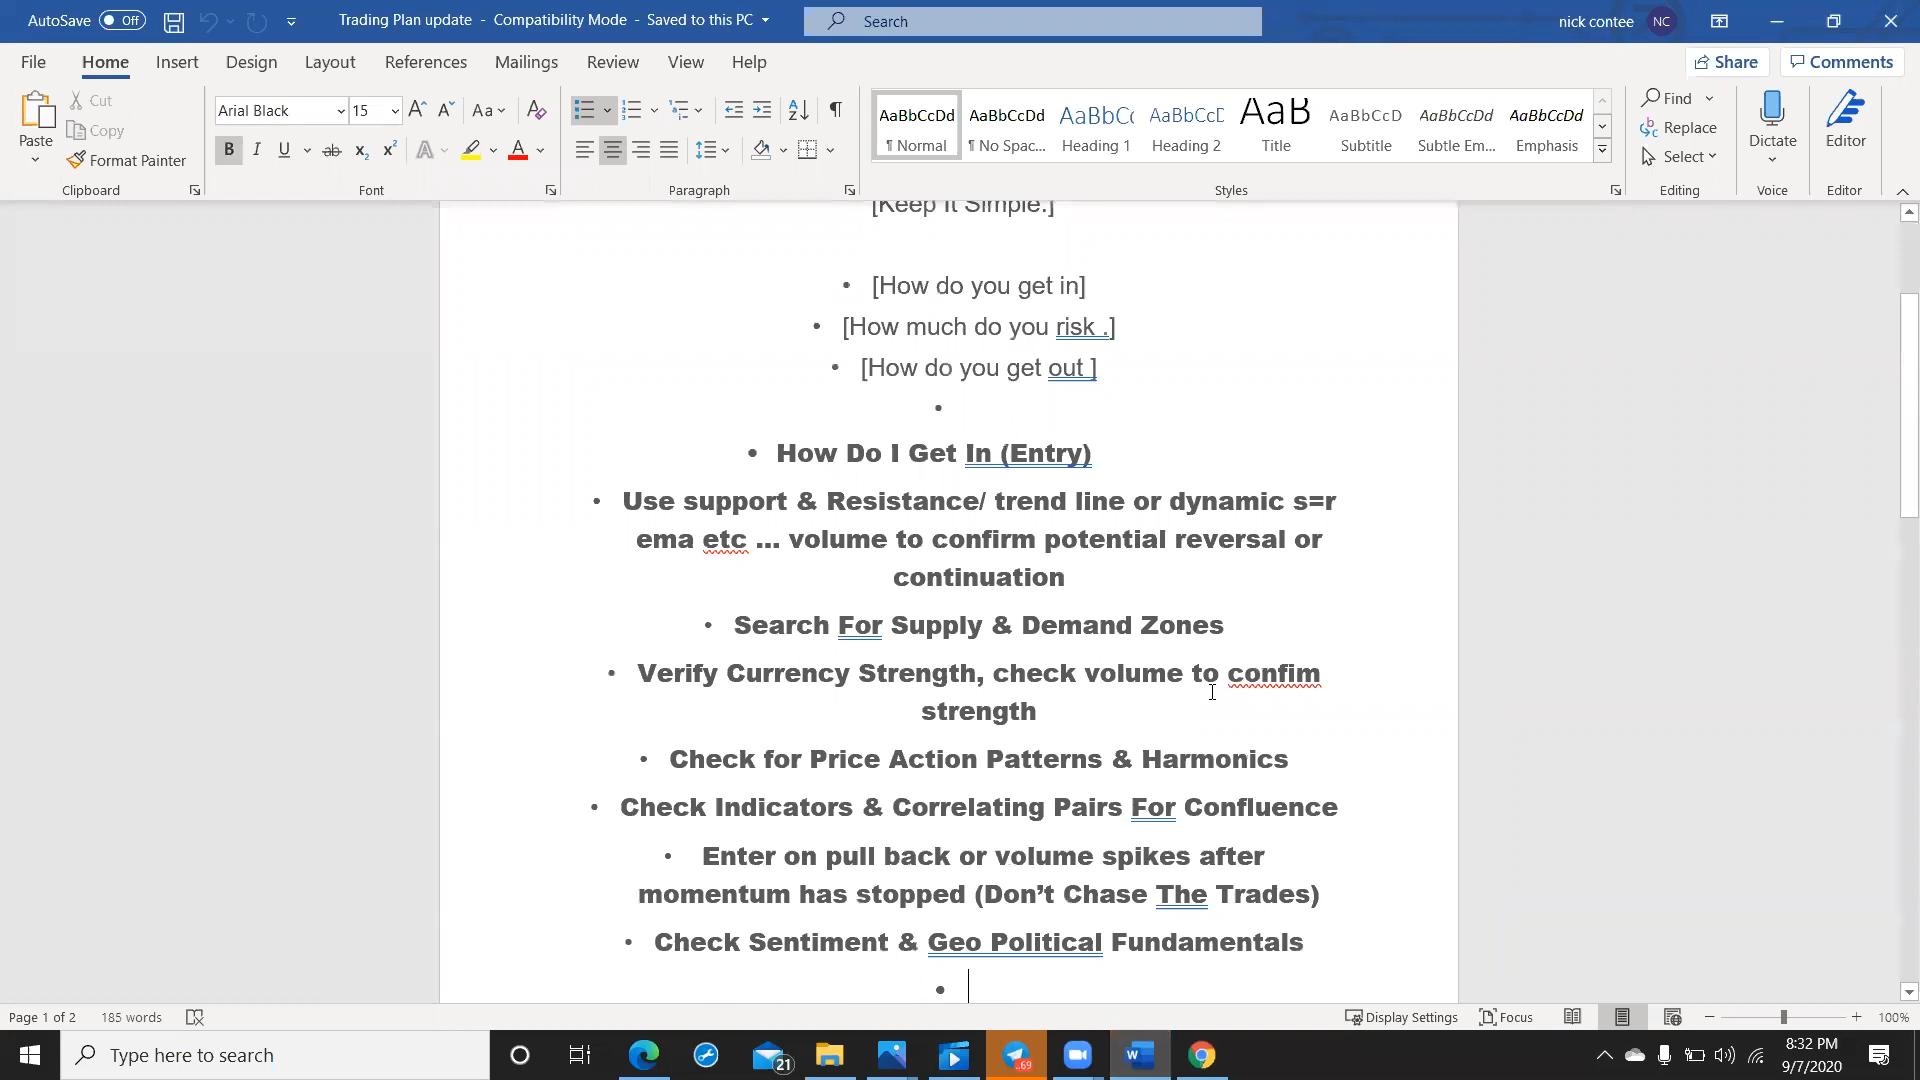 AutoSave Off Trading Plan update - Compatibility Mode - Saved to this PC Search nick contee NC
File Home Insert Design Layout References Mailings Review View Help Share Comments
Paste Cut Copy Format Painter Clipboard
Arial Black 15 Aa Font
Paragraph
AaBbCcDd ¶ Normal AaBbCcDd ¶ No Spac... AaBbCc Heading 1 AaBbCcD Heading 2 AaB Title AaBbCcD Subtitle AaBbCcDd Subtle Em... AaBbCcDd Emphasis Styles
Find Replace Select Editing
Dictate Voice
Editor Editor
[Keep It Simple.]
• [How do you get in]
• [How much do you risk .]
• [How do you get out ]
•
• How Do I Get In (Entry)
• Use support & Resistance/ trend line or dynamic s=r
ema etc ... volume to confirm potential reversal or
continuation
• Search For Supply & Demand Zones
• Verify Currency Strength, check volume to confim
strength
• Check for Price Action Patterns & Harmonics
• Check Indicators & Correlating Pairs For Confluence
• Enter on pull back or volume spikes after
momentum has stopped (Don’t Chase The Trades)
• Check Sentiment & Geo Political Fundamentals
•
Page 1 of 2 185 words Display Settings Focus 100%
Type here to search 21 ..69 8:32 PM
9/7/2020